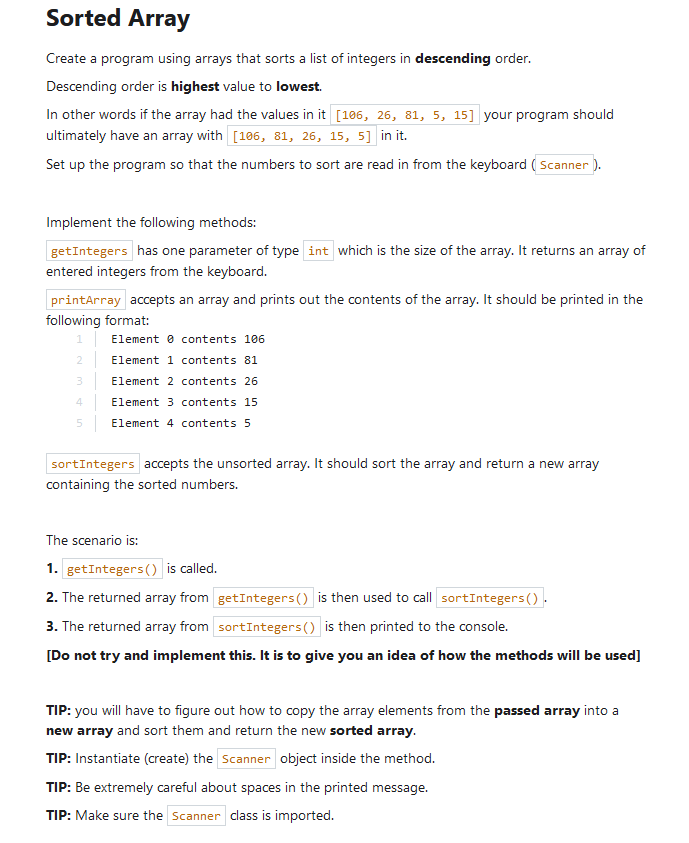 Sorted Array
Create a program using arrays that sorts a list of integers in descending order.
Descending order is highest value to lowest.
In other words if the array had the values in it [106, 26, 81, 5, 15] your program should
ultimately have an array with [106, 81, 26, 15, 5] in it.
Set up the program so that the numbers to sort are read in from the keyboard ( Scanner ).
Implement the following methods:
getIntegers has one parameter of type int which is the size of the array. It returns an array of
entered integers from the keyboard.
printArray accepts an array and prints out the contents of the array. It should be printed in the
following format:
1 Element 0 contents 106
2 Element 1 contents 81
3 Element 2 contents 26
4 Element 3 contents 15
5 Element 4 contents 5
sortIntegers accepts the unsorted array. It should sort the array and return a new array
containing the sorted numbers.
The scenario is:
1. getIntegers() is called.
2. The returned array from getIntegers() is then used to call sortIntegers() .
3. The returned array from sortIntegers() is then printed to the console.
[Do not try and implement this. It is to give you an idea of how the methods will be used]
TIP: you will have to figure out how to copy the array elements from the passed array into a
new array and sort them and return the new sorted array.
TIP: Instantiate (create) the Scanner object inside the method.
TIP: Be extremely careful about spaces in the printed message.
TIP: Make sure the Scanner class is imported.